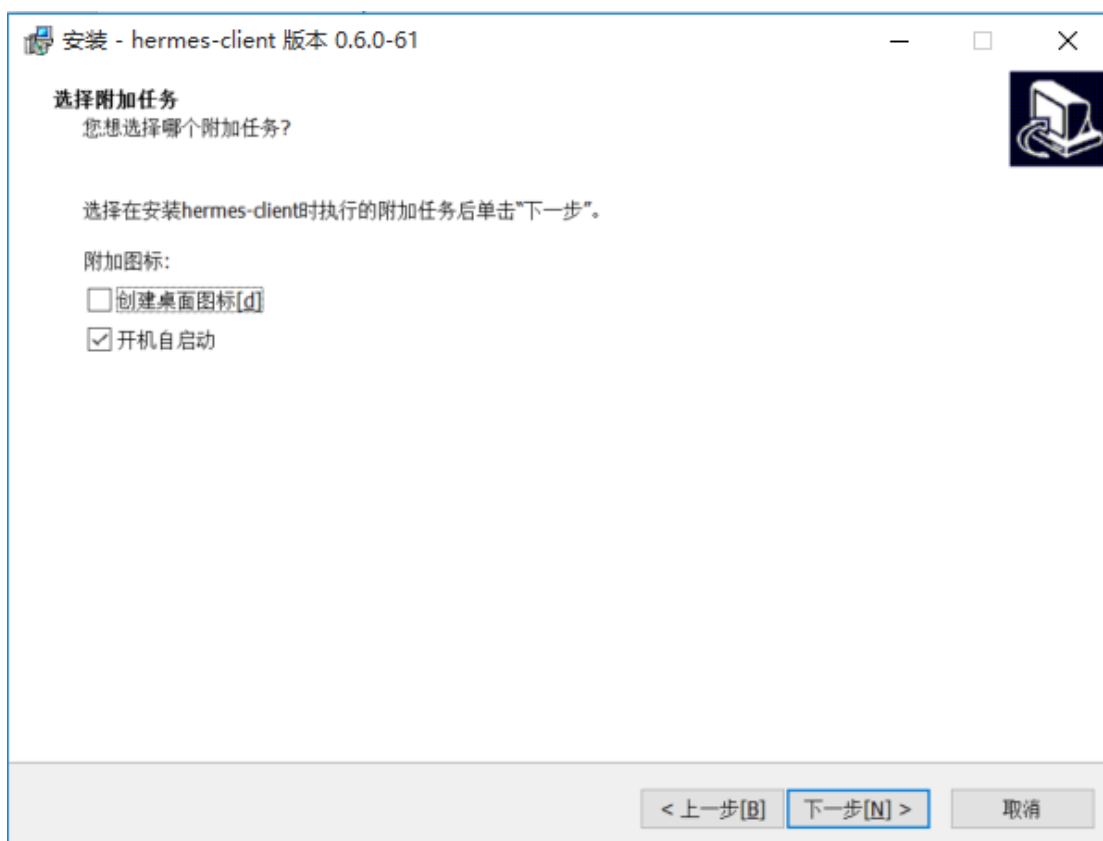 安装 - hermes-client 版本 0.6.0-61
选择附加任务
您想选择哪个附加任务?
选择在安装hermes-client时执行的附加任务后单击“下一步”。
附加图标:
创建桌面图标[d]
开机自启动
< 上一步[B]
下一步[N] >
取消